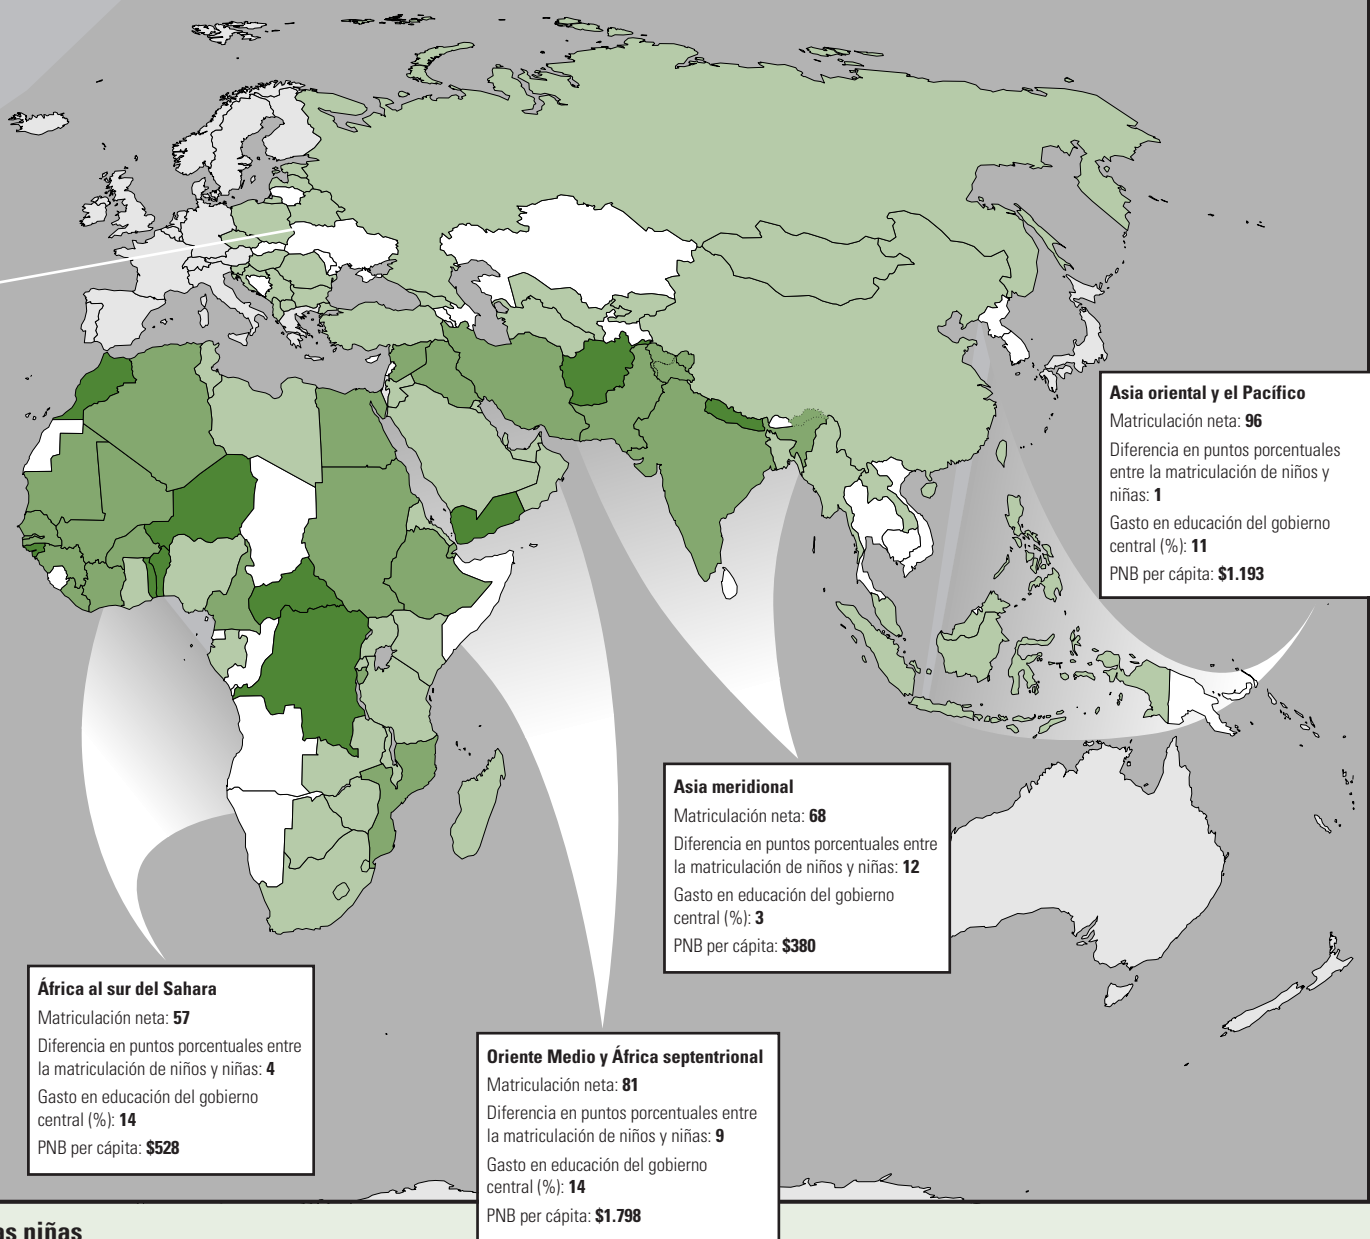 Asia oriental y el Pacífico
Matriculación neta: 96
Diferencia en puntos porcentuales
entre la matriculación de niños y
niñas: 1
Gasto en educación del gobierno
central (%): 11
PNB per cápita: $1.193
Asia meridional
Matriculación neta: 68
Diferencia en puntos porcentuales entre
la matriculación de niños y niñas: 12
Gasto en educación del gobierno
central (%): 3
PNB per cápita: $380
África al sur del Sahara
Matriculación neta: 57
Diferencia en puntos porcentuales entre
la matriculación de niños y niñas: 4
Gasto en educación del gobierno
central (%): 14
PNB per cápita: $528
Oriente Medio y África septentrional
Matriculación neta: 81
Diferencia en puntos porcentuales entre
la matriculación de niños y niñas: 9
Gasto en educación del gobierno
central (%): 14
PNB per cápita: $1.798
as niñas